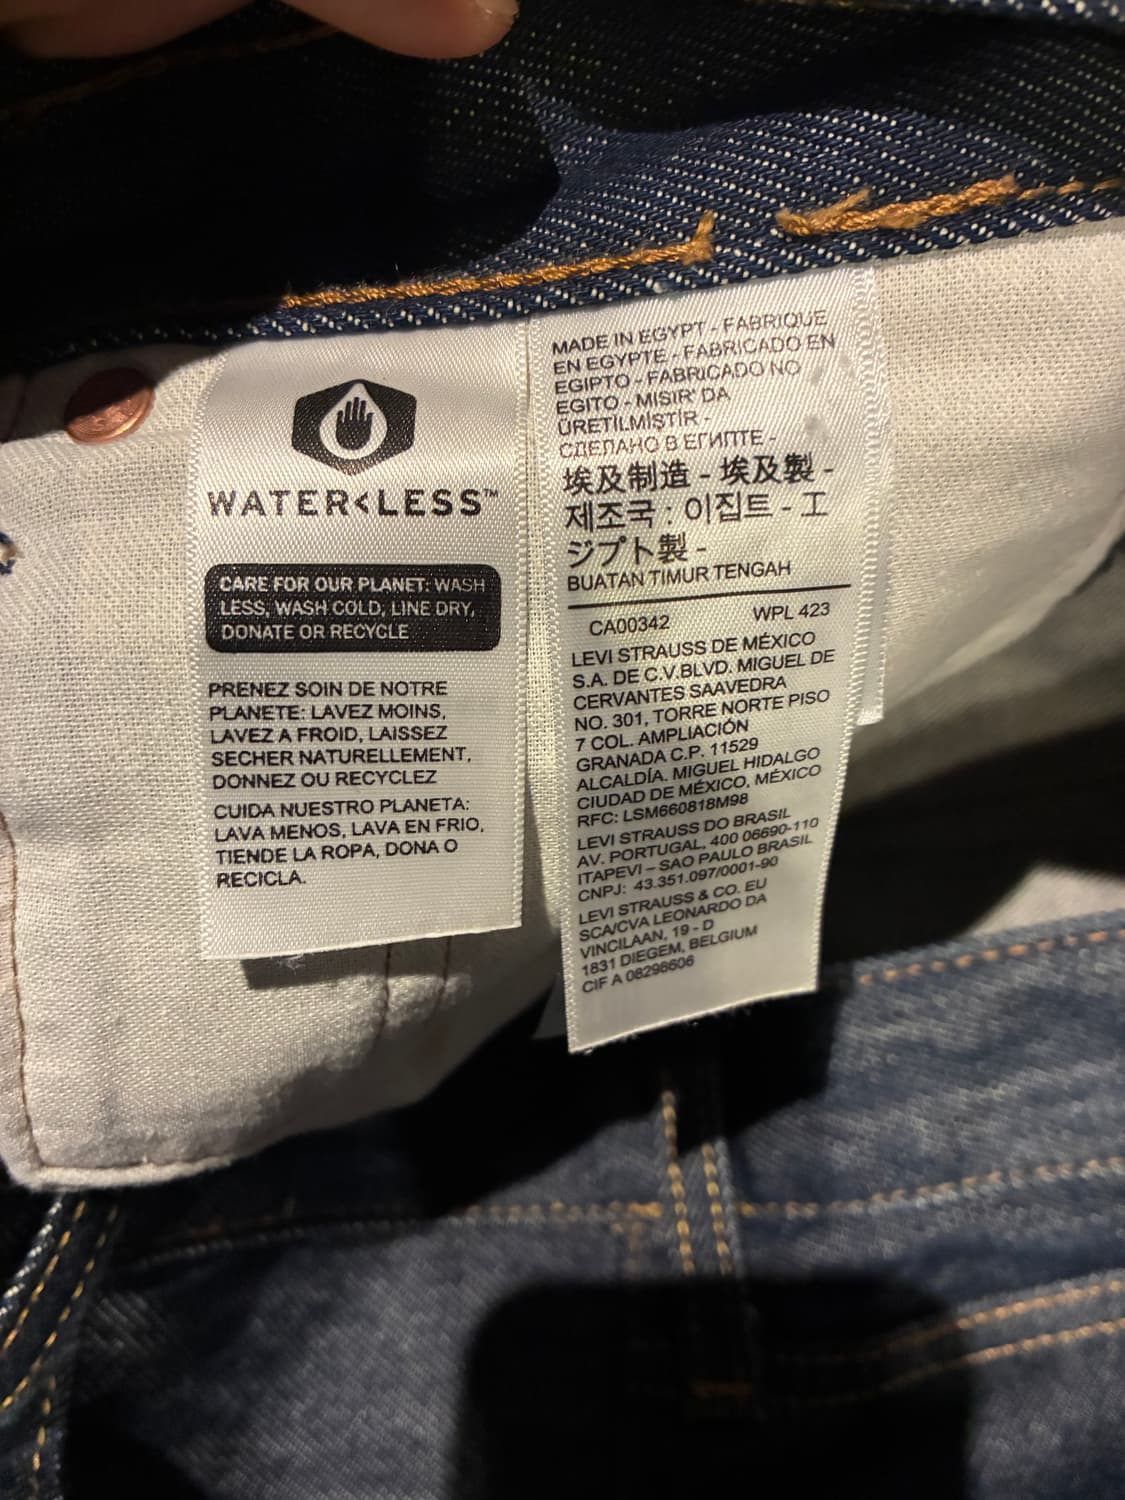 WATER<LESS™
CARE FOR OUR PLANET: WASH
LESS, WASH COLD, LINE DRY,
DONATE OR RECYCLE
PRENEZ SOIN DE NOTRE
PLANETE: LAVEZ MOINS,
LAVEZ A FROID, LAISSEZ
SECHER NATURELLEMENT,
DONNEZ OU RECYCLEZ
CUIDA NUESTRO PLANETA:
LAVA MENOS, LAVA EN FRIO,
TIENDE LA ROPA, DONA O
RECICLA.
MADE IN EGYPT - FABRIQUE
EN EGYPTE - FABRICADO EN
EGIPTO - FABRICADO NO
EGITO - MISIR' DA
ÜRETİLMİŞTİR -
СДЕЛАНО В ЕГИПТЕ -
埃及制造 - 埃及製 -
제조국 : 이집트 - エ
ジプト製 -
BUATAN TIMUR TENGAH
CA00342 WPL 423
LEVI STRAUSS DE MÉXICO
S.A. DE C.V.BLVD. MIGUEL DE
CERVANTES SAAVEDRA
NO. 301, TORRE NORTE PISO
7 COL. AMPLIACIÓN
GRANADA C.P. 11529
ALCALDÍA. MIGUEL HIDALGO
CIUDAD DE MÉXICO, MÉXICO
RFC: LSM660818M98
LEVI STRAUSS DO BRASIL
AV. PORTUGAL, 400 06690-110
ITAPEVI – SAO PAULO BRASIL
CNPJ: 43.351.097/0001-90
LEVI STRAUSS & CO. EU
SCA/CVA LEONARDO DA
VINCILAAN, 19 - D
1831 DIEGEM, BELGIUM
CIF A 08298606